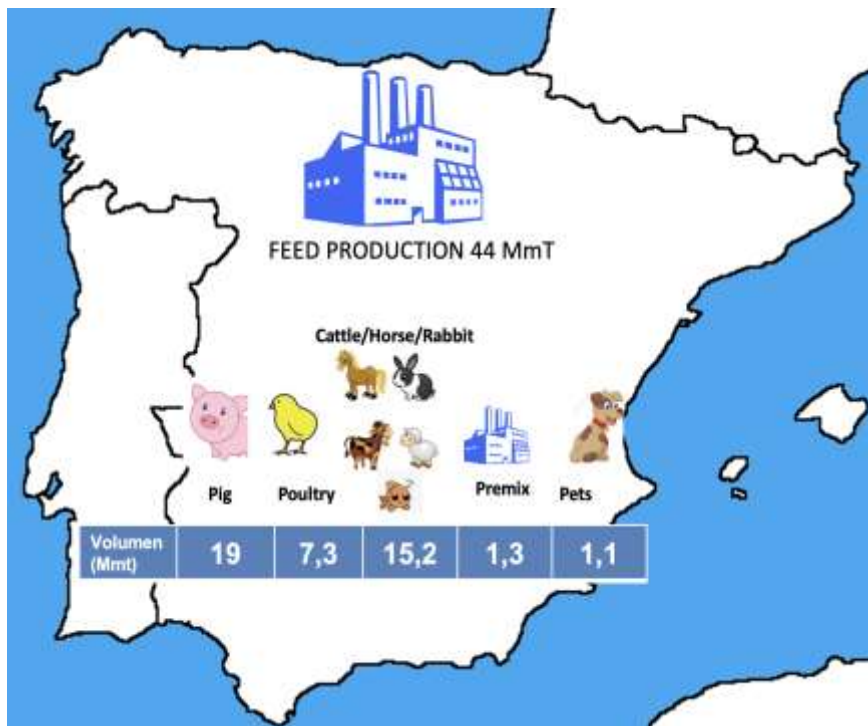 FEED PRODUCTION 44 MmT
Cattle/Horse/Rabbit
Pig
Poultry
Premix
Pets
Volumen
(Mmt)
19
7,3
15,2
1,3
1,1